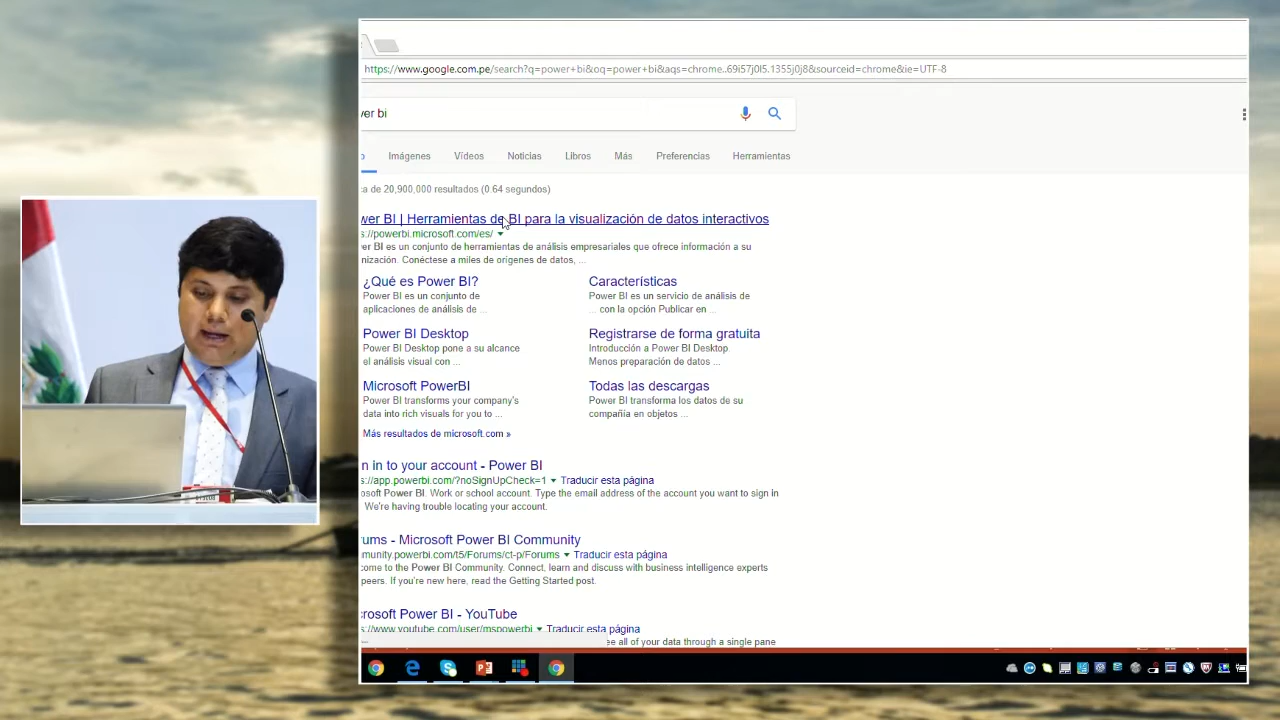 https://www.google.com.pe/search?q=power+bi&oq=power+bi&aqs=chrome..69i57j0l5.1355j0j8&sourceid=chrome&ie=UTF-8
ver bi
Imágenes Vídeos Noticias Libros Más Preferencias Herramientas
ca de 20,900,000 resultados (0.64 segundos)
wer BI | Herramientas de BI para la visualización de datos interactivos
s://powerbi.microsoft.com/es/
er BI es un conjunto de herramientas de análisis empresariales que ofrece información a su
nización. Conéctese a miles de orígenes de datos, ...
¿Qué es Power BI?
Power BI es un conjunto de
aplicaciones de análisis de ...
Características
Power BI es un servicio de análisis de
... con la opción Publicar en ...
Power BI Desktop
Power BI Desktop pone a su alcance
el análisis visual con ...
Registrarse de forma gratuita
Introducción a Power BI Desktop.
Menos preparación de datos ...
Microsoft PowerBI
Power BI transforms your company's
data into rich visuals for you to ...
Todas las descargas
Power BI transforma los datos de su
compañía en objetos ...
Más resultados de microsoft.com »
n in to your account - Power BI
s://app.powerbi.com/?noSignUpCheck=1 Traducir esta página
osoft Power BI. Work or school account. Type the email address of the account you want to sign in
We're having trouble locating your account.
rums - Microsoft Power BI Community
munity.powerbi.com/t5/Forums/ct-p/Forums Traducir esta página
come to the Power BI Community. Connect, learn and discuss with business intelligence experts
peers. If you're new here, read the Getting Started post.
crosoft Power BI - YouTube
s://www.youtube.com/user/mspowerbi Traducir esta página
ee all of your data through a single pane